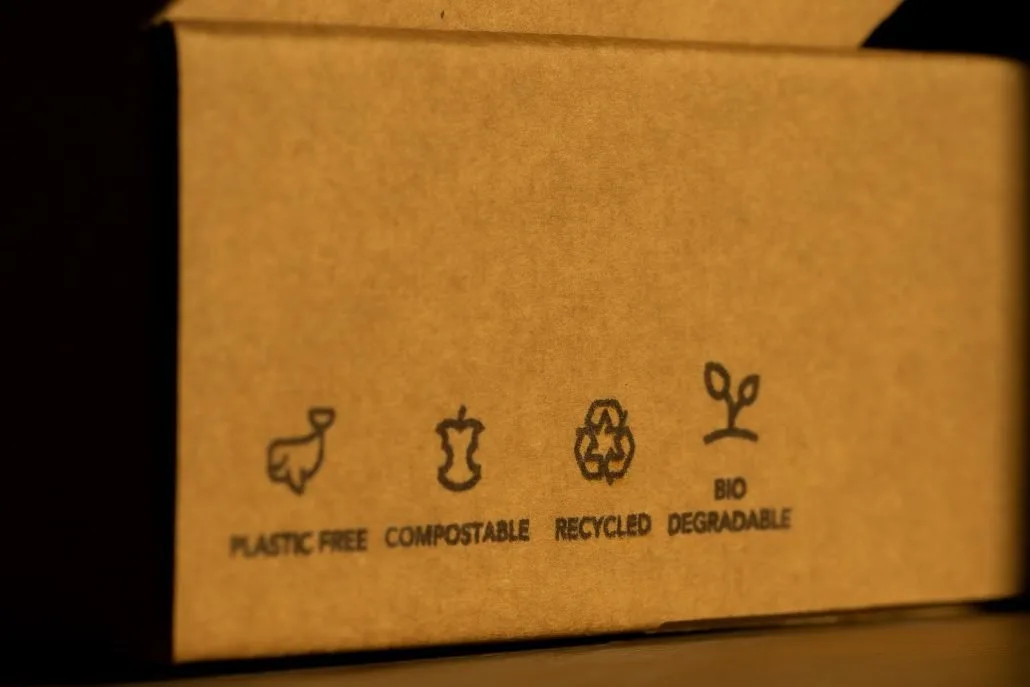 PLASTIC FREE COMPOSTABLE RECYCLED BIO DEGRADABLE